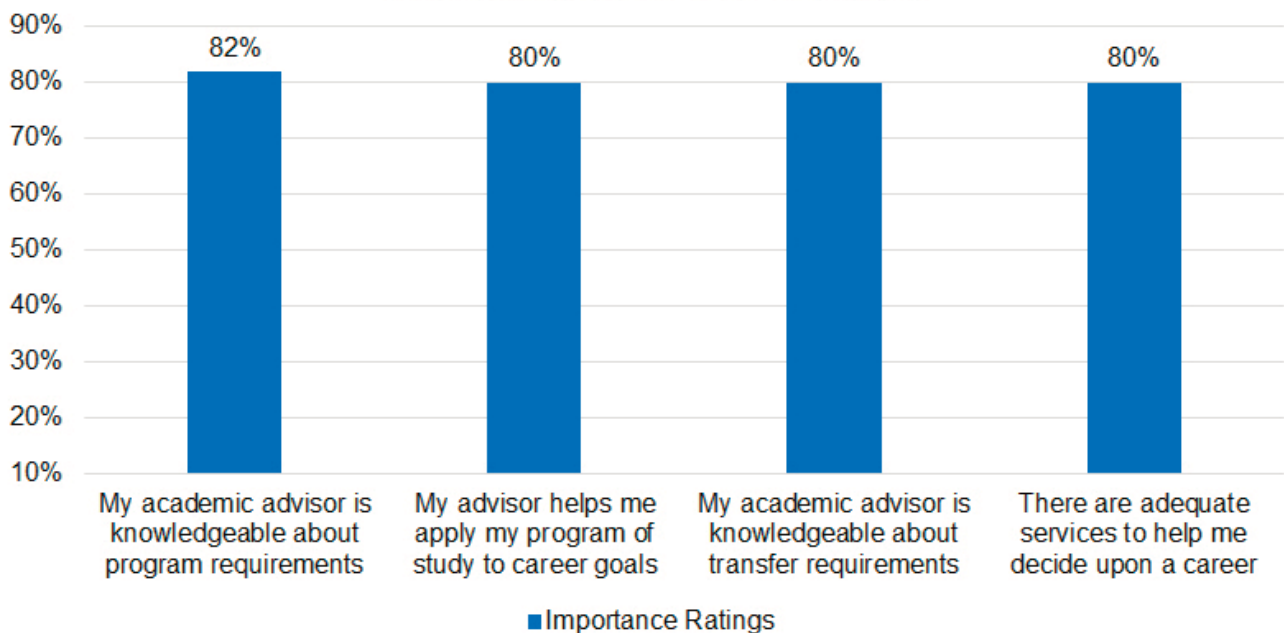 90%
82%
80%
80%
80%
80%
70%
60%
50%
40%
30%
20%
10%
My academic advisor is
knowledgeable about
program requirements
My advisor helps me
apply my program of
study to career goals
My academic advisor is
knowledgeable about
transfer requirements
There are adequate
services to help me
decide upon a career
Importance Ratings